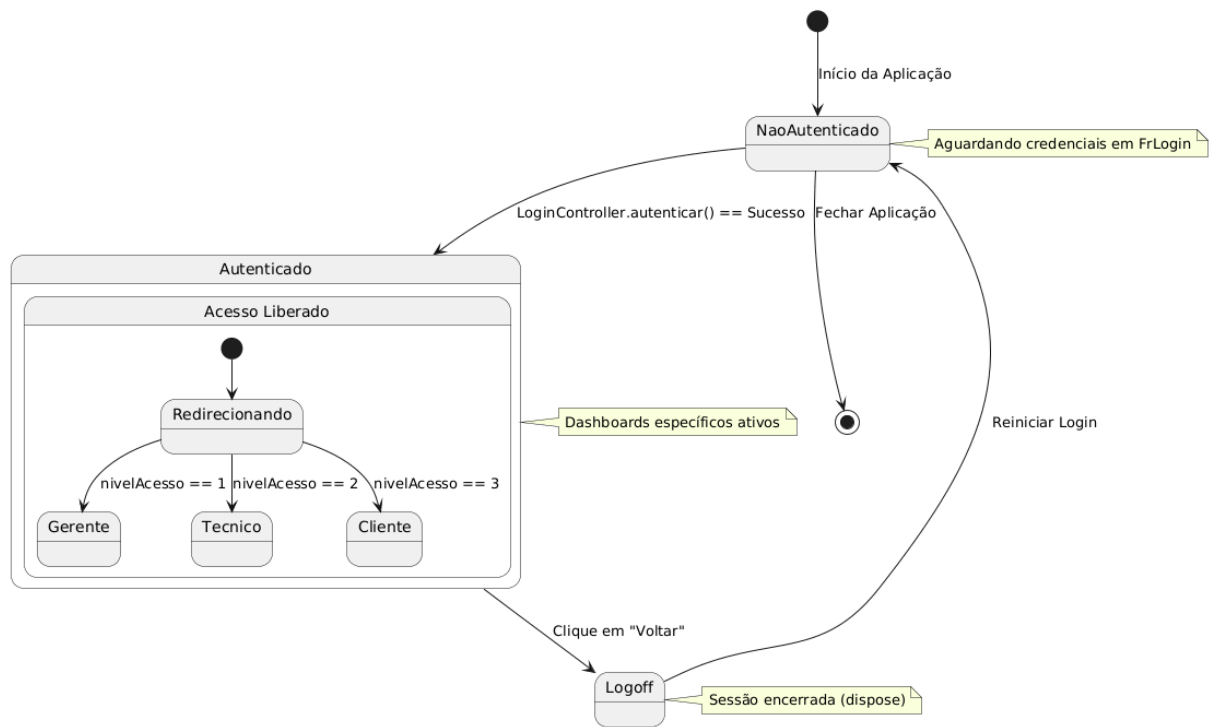 Início da Aplicação
NaoAutenticado
Aguardando credenciais em FrLogin
LoginController.autenticar() == Sucesso
Fechar Aplicação
Autenticado
Acesso Liberado
Redirecionando
Dashboards específicos ativos
Reiniciar Login
nivelAcesso == 1
nivelAcesso == 2
nivelAcesso == 3
Gerente
Tecnico
Cliente
Clique em "Voltar"
Logoff
Sessão encerrada (dispose)